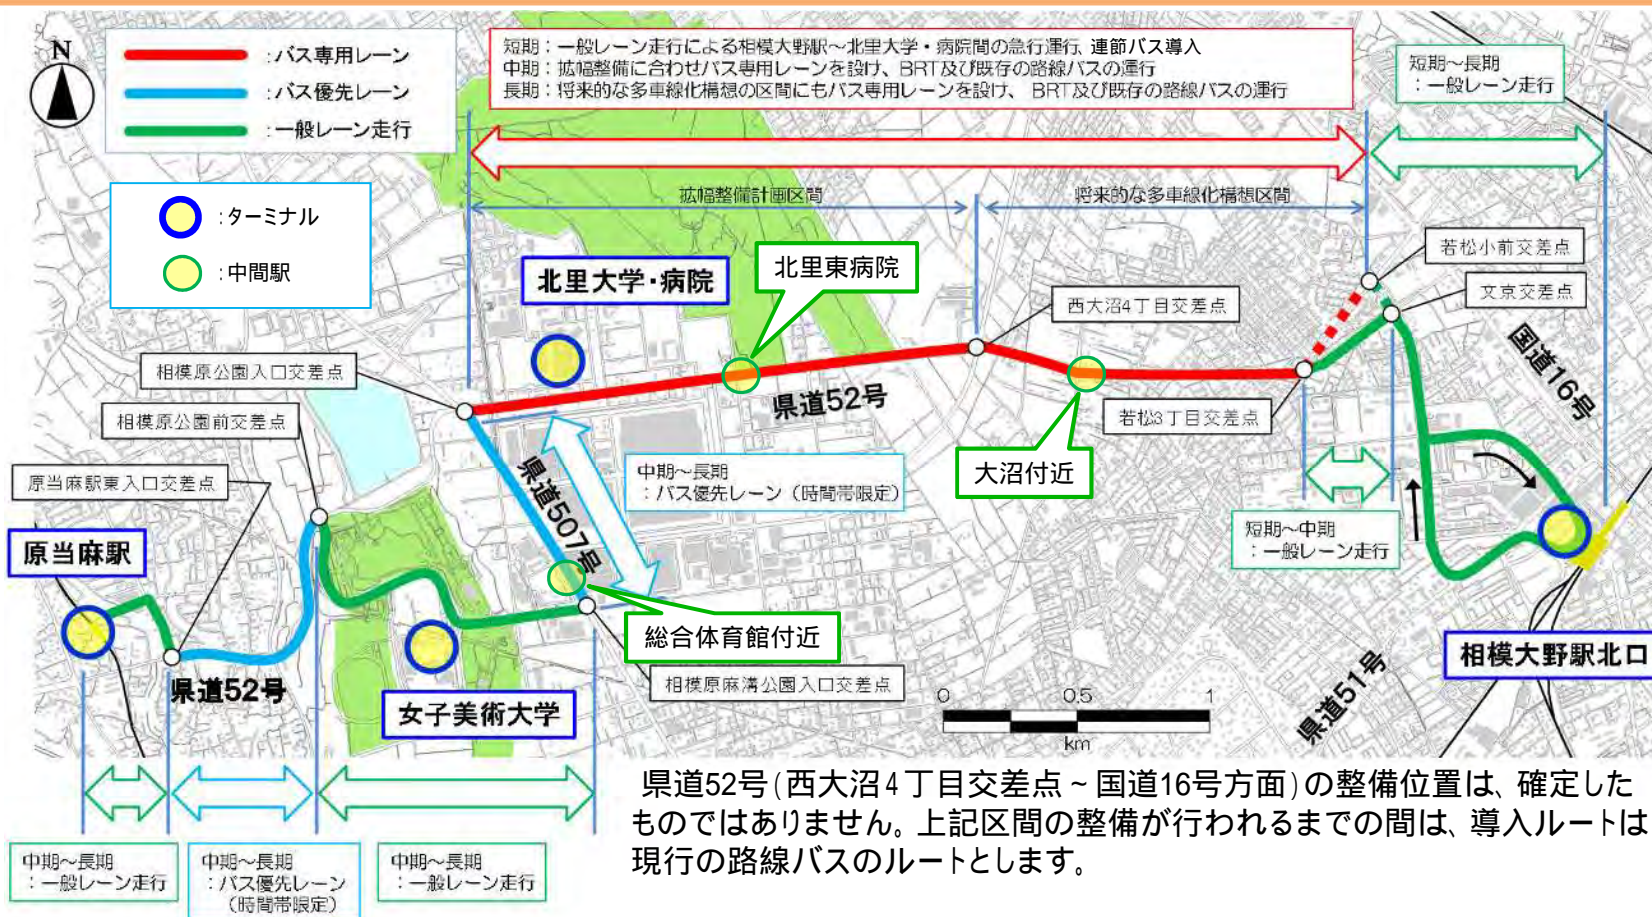 N
:バス専用レーン
:バス優先レーン
:一般レーン走行
短期：一般レーン走行による相模大野駅～北里大学・病院間の急行運行、連節バス導入
中期：拡幅整備に合わせバス専用レーンを設け、BRT及び既存の路線バスの運行
長期：将来的な多車線化構想の区間にもバス専用レーンを設け、BRT及び既存の路線バスの運行
短期～長期
：一般レーン走行
:ターミナル
:中間駅
拡幅整備計画区間
将来的な多車線化構想区間
北里大学・病院
北里東病院
若松小前交差点
文京交差点
西大沼4丁目交差点
国道16号
相模原公園入口交差点
県道52号
相模原公園前交差点
若松3丁目交差点
大沼付近
中期～長期
：バス優先レーン（時間帯限定）
県道507号
原当麻駅東入口交差点
原当麻駅
短期～中期
：一般レーン走行
総合体育館付近
相模大野駅北口
県道52号
女子美術大学
相模原麻溝公園入口交差点
県道51号
0 0.5 1
km
県道52号(西大沼4丁目交差点~国道16号方面)の整備位置は、確定した
ものではありません。上記区間の整備が行われるまでの間は、導入ルートは
現行の路線バスのルートとします。
中期～長期
：一般レーン走行
中期～長期
：バス優先レーン
（時間帯限定）
中期～長期
：一般レーン走行